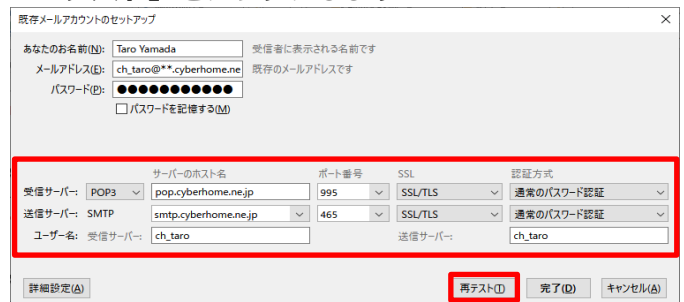 既存メールアカウントのセットアップ
あなたのお名前(N): Taro Yamada 受信者に表示される名前です
メールアドレス(E): ch_taro@**.cyberhome.ne 既存のメールアドレスです
パスワード(P): ●●●●●●●●●●●
パスワードを記憶する(M)
サーバーのホスト名 ポート番号 SSL 認証方式
受信サーバー: POP3 pop.cyberhome.ne.jp 995 SSL/TLS 通常のパスワード認証
送信サーバー: SMTP smtp.cyberhome.ne.jp 465 SSL/TLS 通常のパスワード認証
ユーザー名: 受信サーバー: ch_taro 送信サーバー: ch_taro
詳細設定(A) 再テスト(T) 完了(D) キャンセル(A)